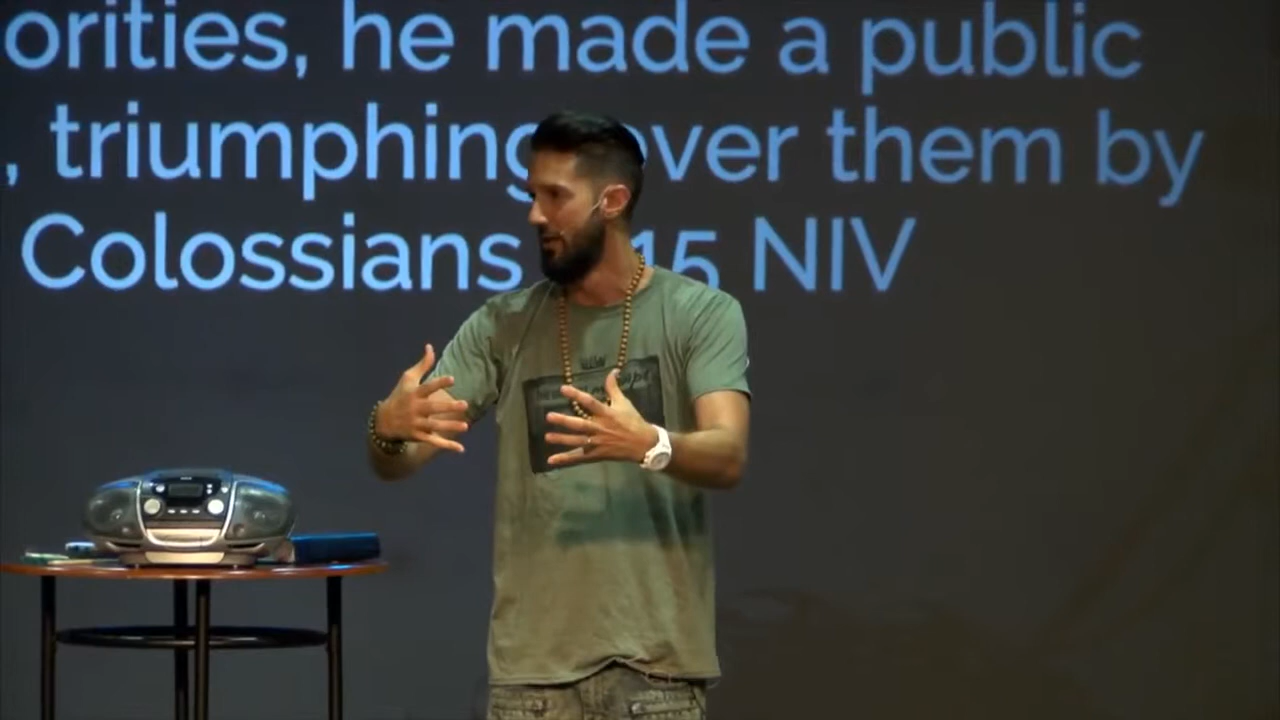 orities, he made a public
, triumphing over them by
Colossians 15 NIV